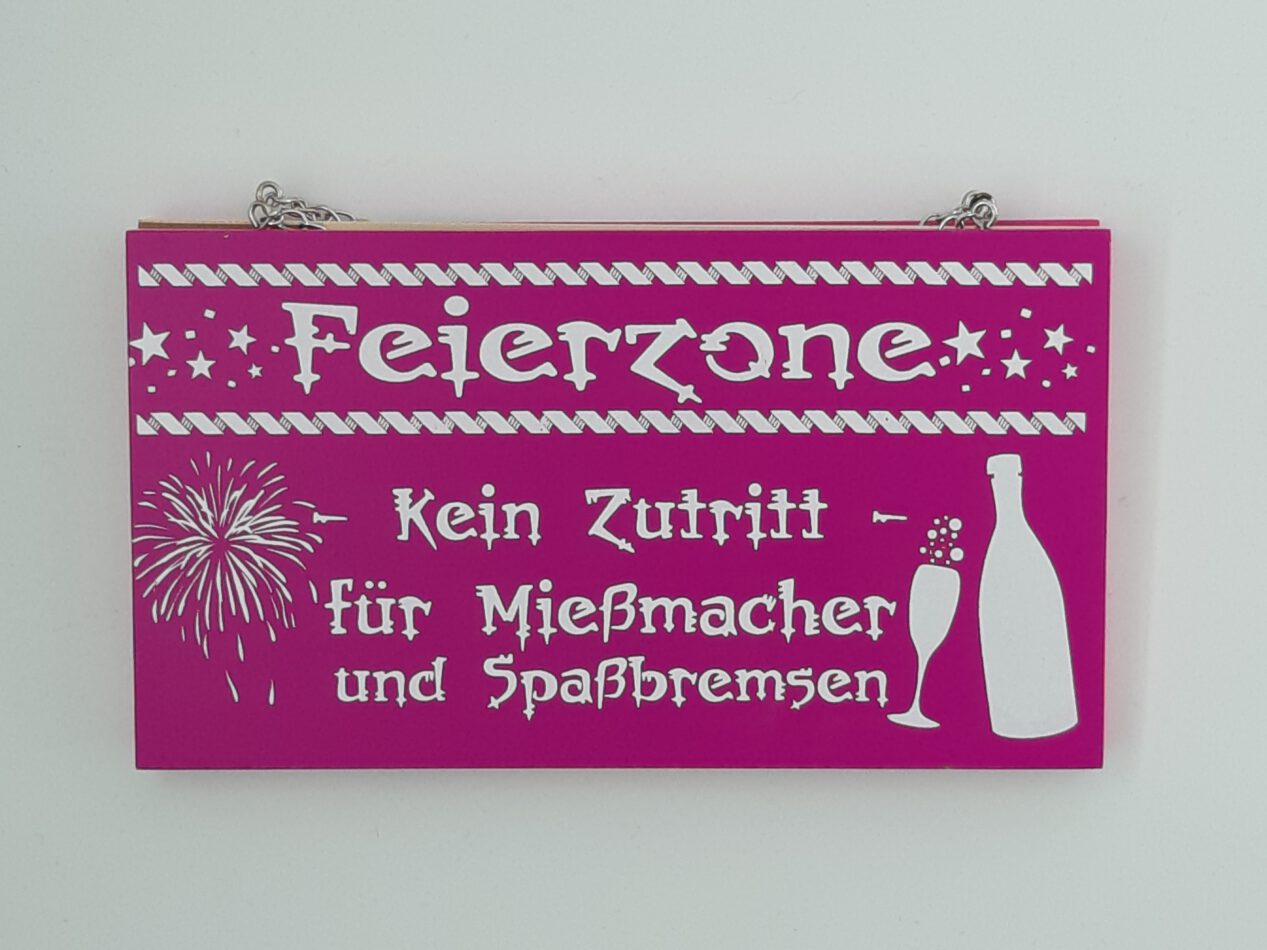 Feierzone
- Kein Zutritt -
für Mießmacher
und Spaßbremsen